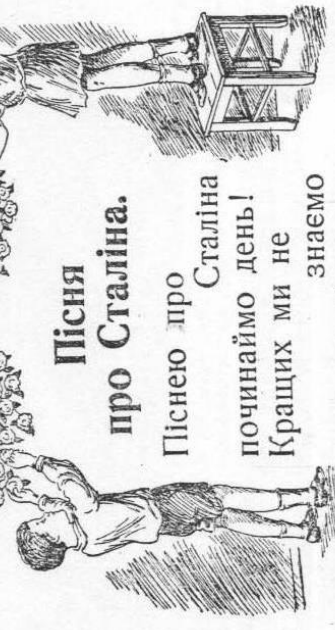 Пісня
про Сталіна.
Піснею про
Сталіна
починаймо день!
Кращих ми не
знаємо